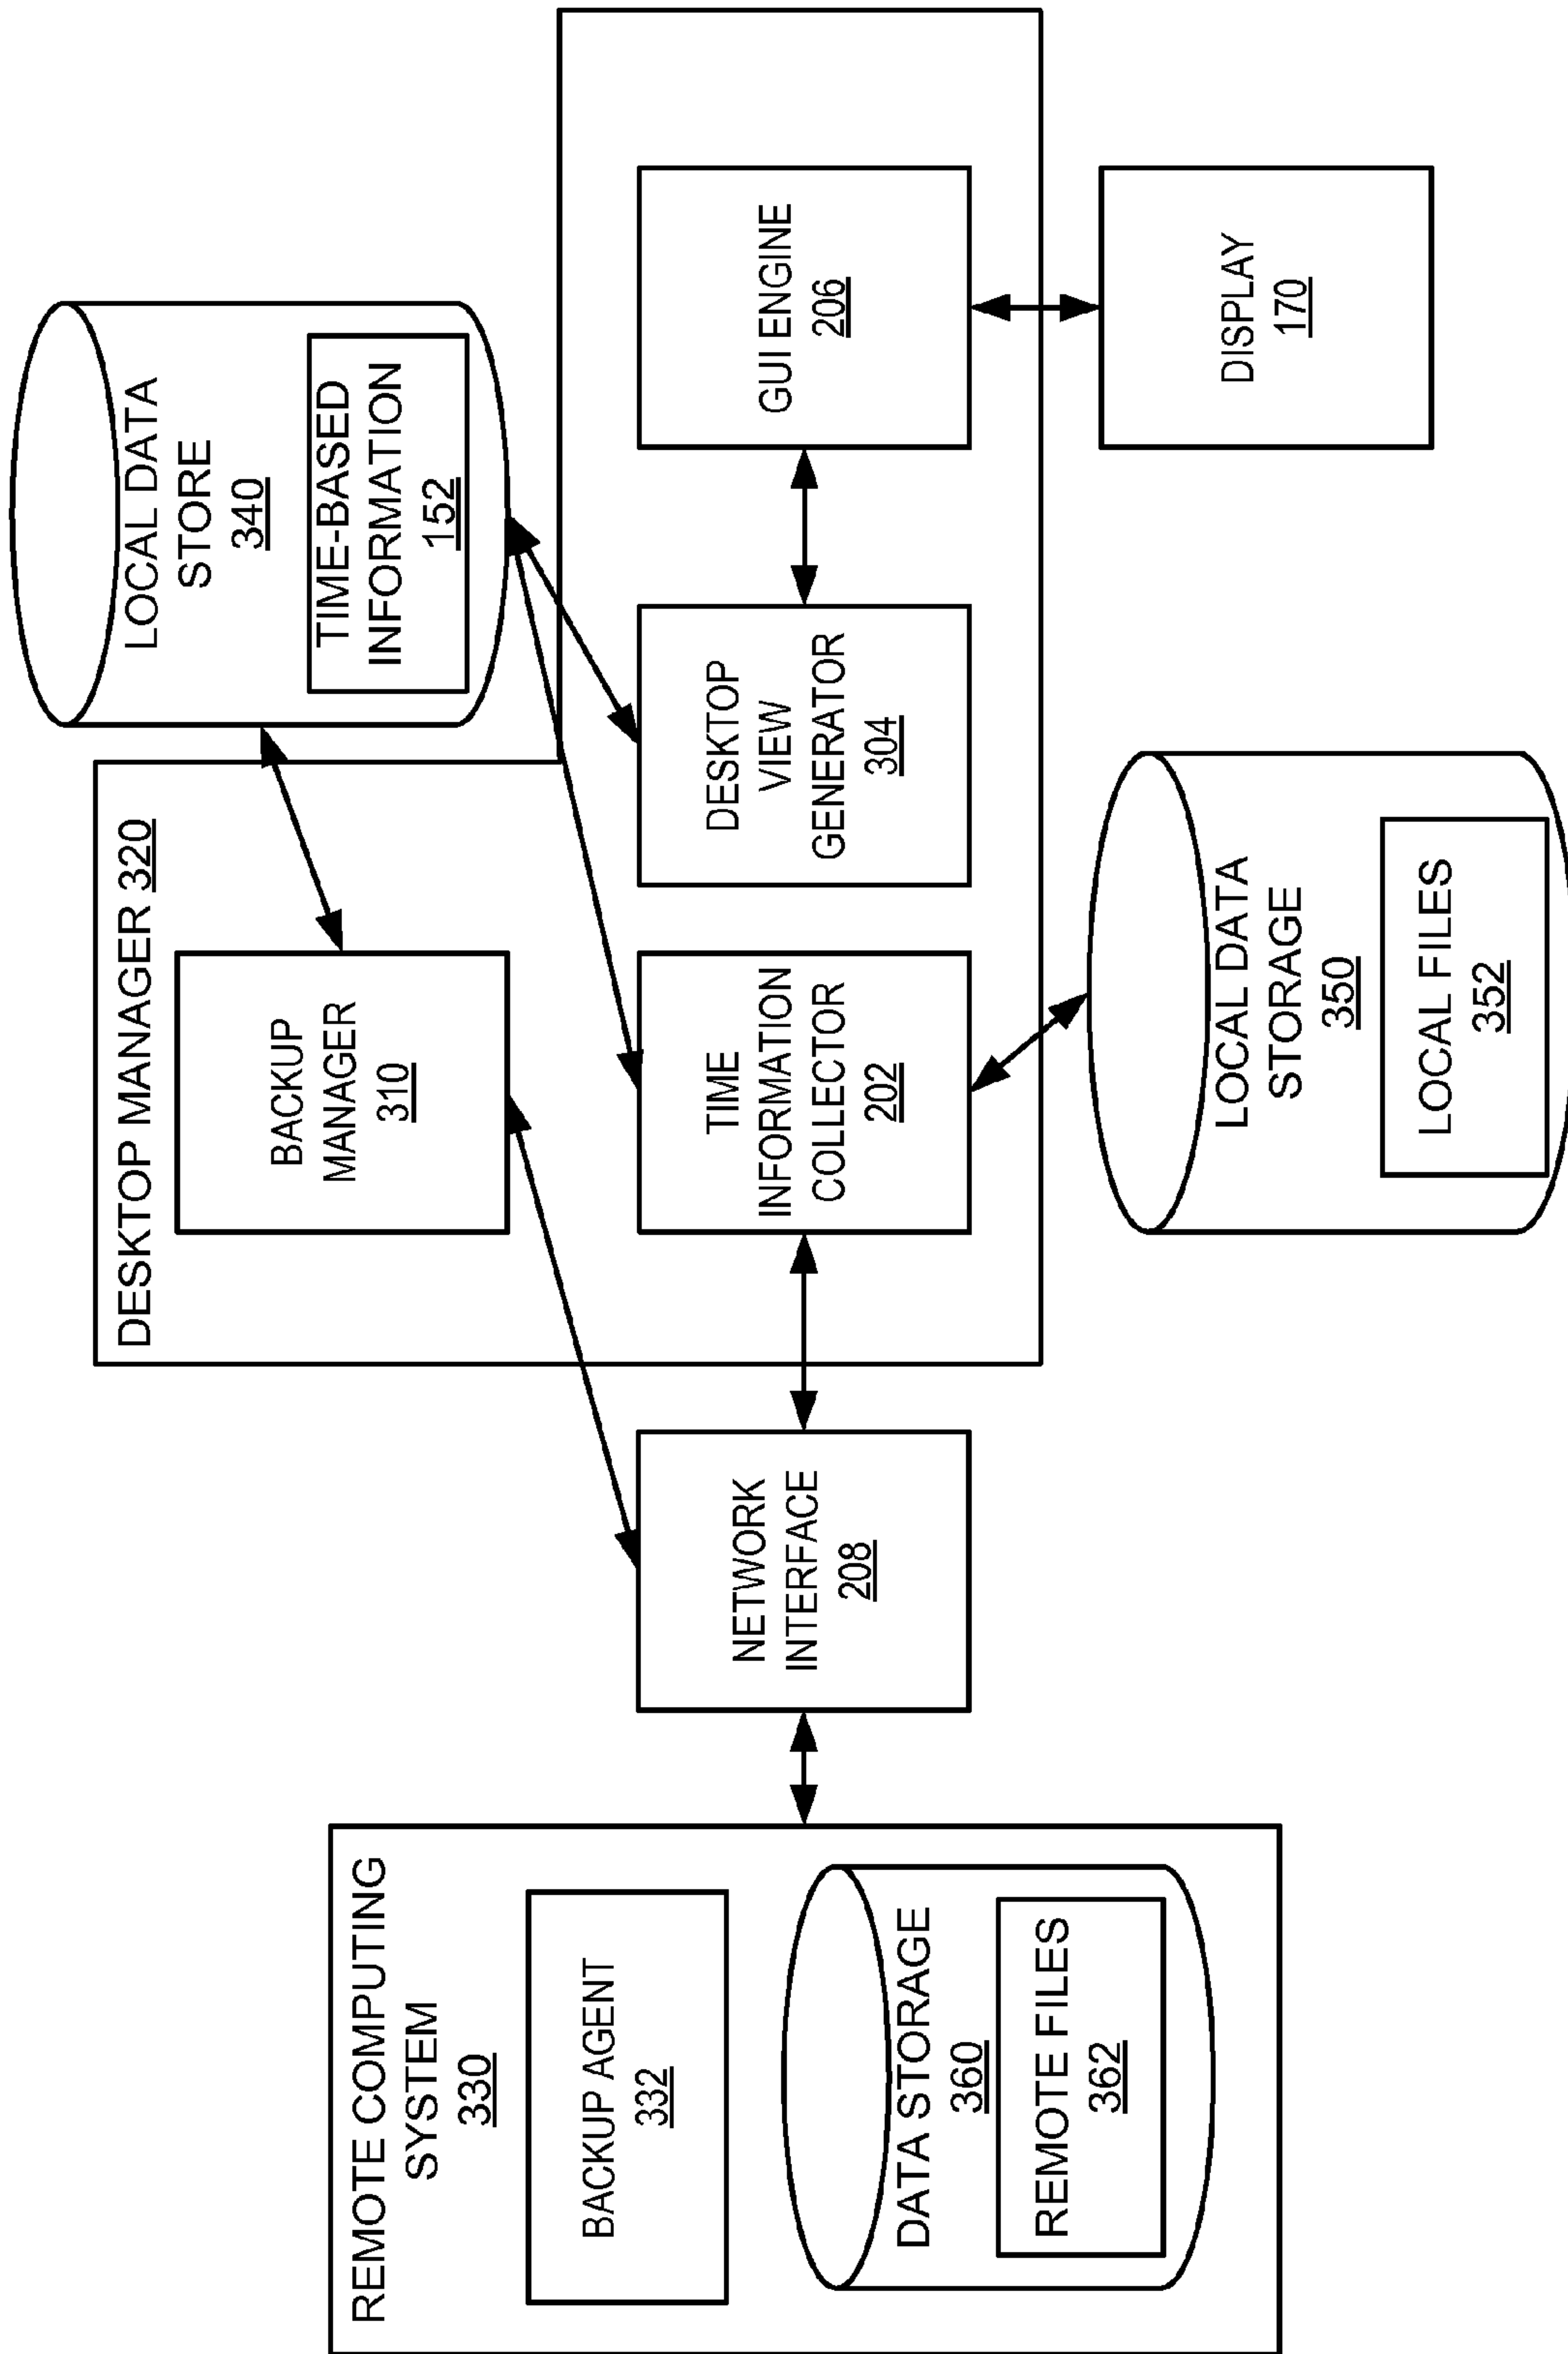 REMOTE COMPUTING
SYSTEM
330
BACKUP AGENT
332
DATA STORAGE
360
REMOTE FILES
362
NETWORK
INTERFACE
208
DESKTOP MANAGER 320
BACKUP
MANAGER
310
TIME
INFORMATION
COLLECTOR
202
DESKTOP
VIEW
GENERATOR
304
GUI ENGINE
206
LOCAL DATA
STORE
340
TIME-BASED
INFORMATION
152
LOCAL DATA
STORAGE
350
LOCAL FILES
352
DISPLAY
170